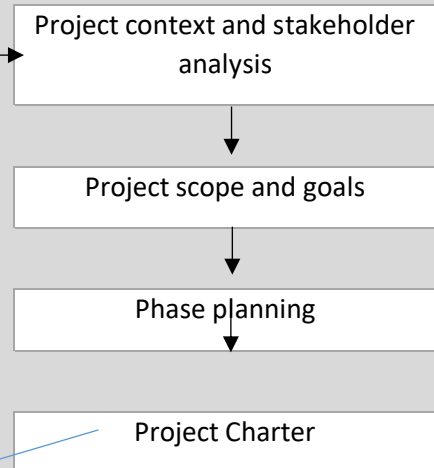 Project context and stakeholder
analysis
Project scope and goals
Phase planning
Project Charter